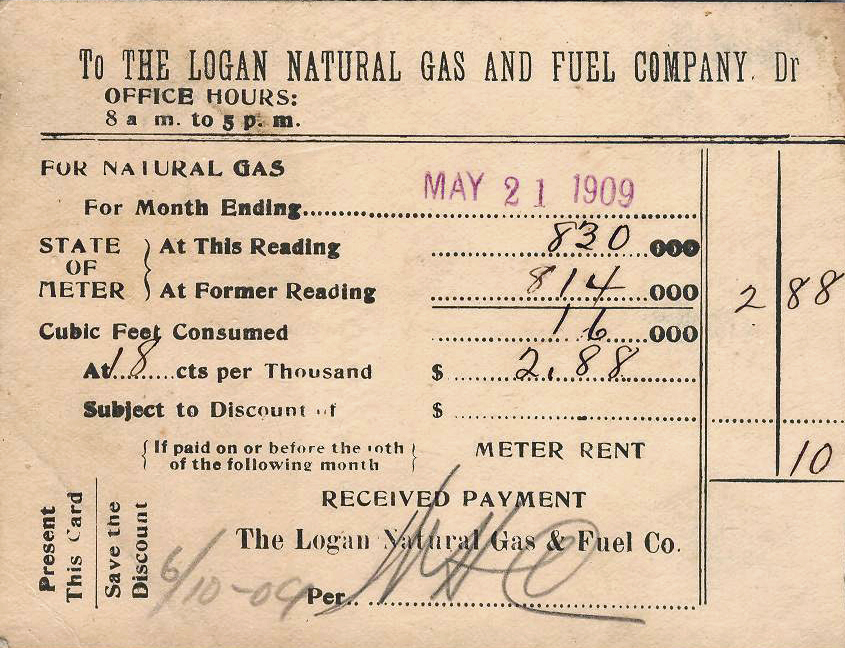 To THE LOGAN NATURAL GAS AND FUEL COMPANY. Dr
OFFICE HOURS:
8 a m. to 5 p. m.
FOR NATURAL GAS
For Month Ending MAY 21 1909
STATE OF METER
At This Reading 830 000
At Former Reading 814 000
2 88
Cubic Feet Consumed 16 000
At 18 cts per Thousand $ 2.88
Subject to Discount of $
If paid on or before the 10th
of the following month
METER RENT 10
RECEIVED PAYMENT
The Logan Natural Gas & Fuel Co.
Per
6/10-09
Present
This Card
Save the
Discount